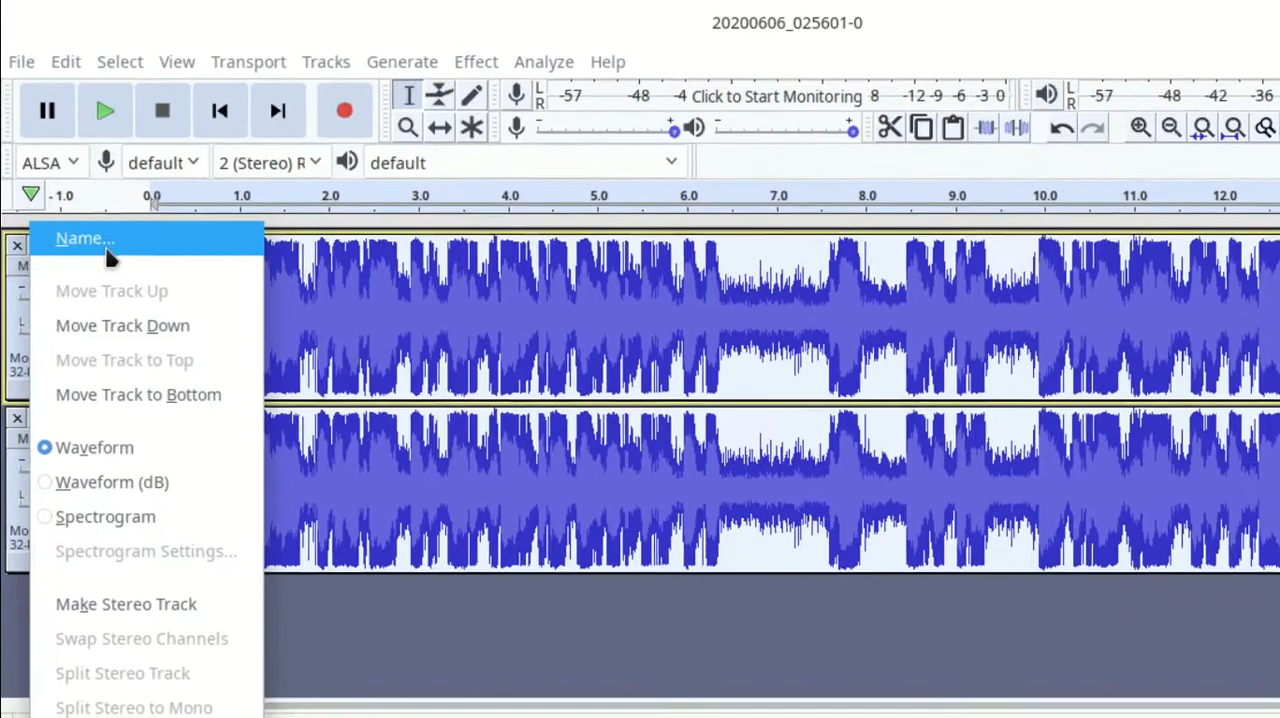 20200606_025601-0
File Edit Select View Transport Tracks Generate Effect Analyze Help
L R -57 -48 -4 Click to Start Monitoring 8 -12 -9 -6 -3 0 L R -57 -48 -42 -36
- + - +
ALSA default 2 (Stereo) R default
- 1.0 0.0 1.0 2.0 3.0 4.0 5.0 6.0 7.0 8.0 9.0 10.0 11.0 12.0
Name...
Move Track Up
Move Track Down
Move Track to Top
Move Track to Bottom
Waveform
Waveform (dB)
Spectrogram
Spectrogram Settings...
Make Stereo Track
Swap Stereo Channels
Split Stereo Track
Split Stereo to Mono
M
L
Mo
32-
M
L
Mo
32-